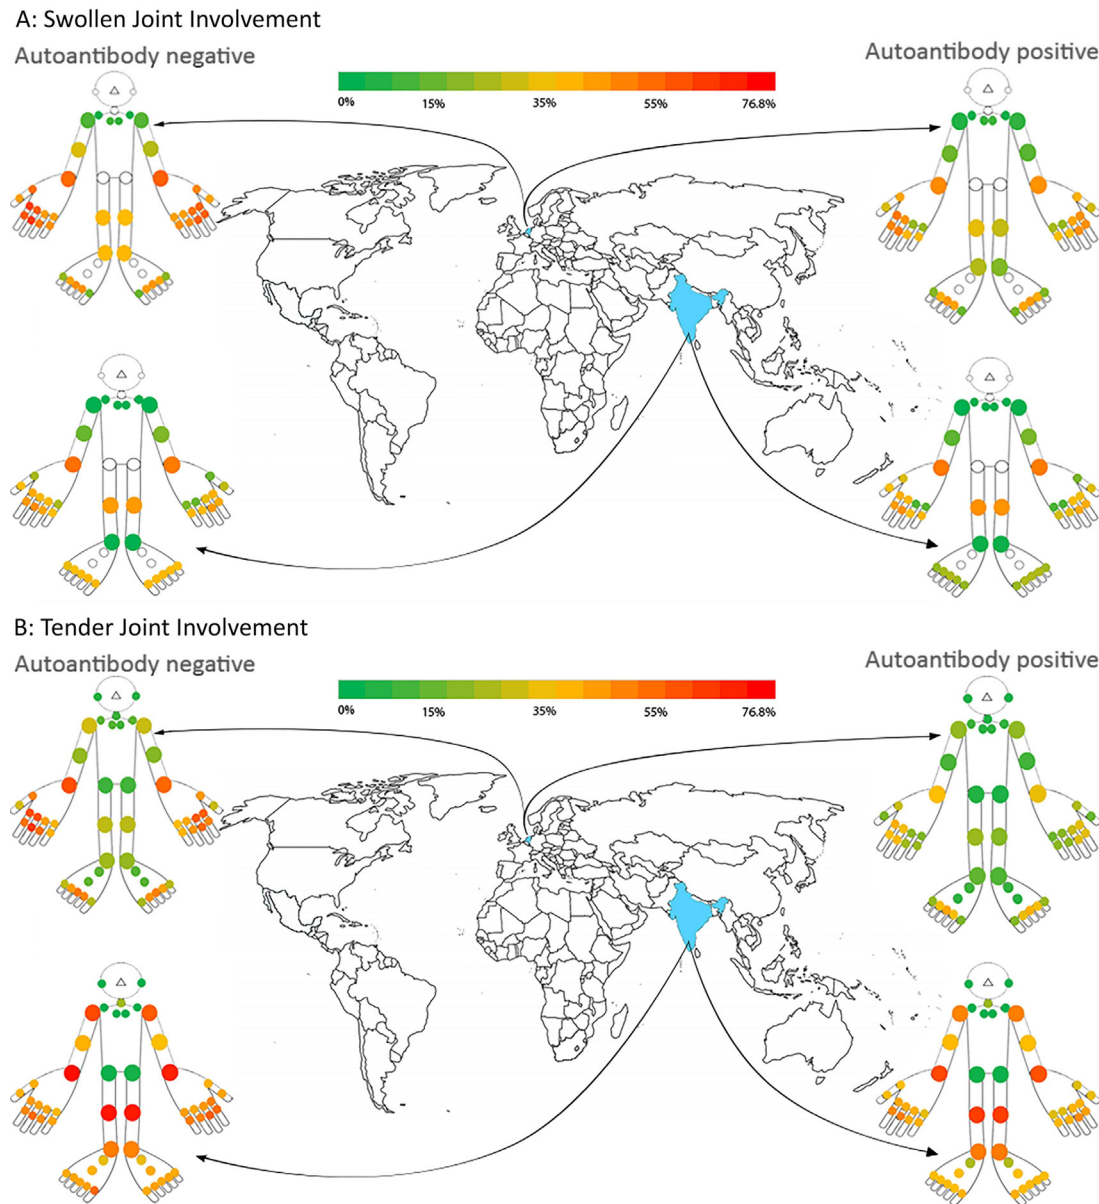 A: Swollen Joint Involvement
Autoantibody negative
Autoantibody positive
0% 15% 35% 55% 76.8%
B: Tender Joint Involvement
Autoantibody negative
Autoantibody positive
0% 15% 35% 55% 76.8%